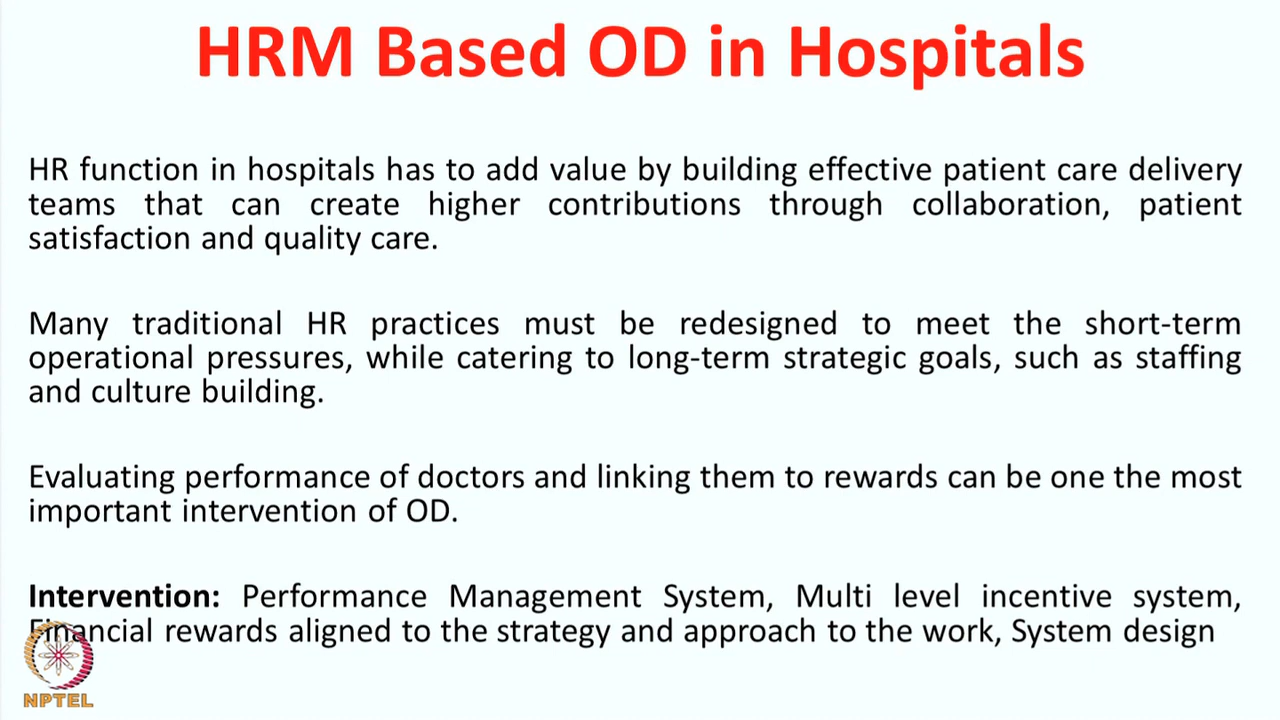 HRM Based OD in Hospitals
HR function in hospitals has to add value by building effective patient care delivery
teams that can create higher contributions through collaboration, patient
satisfaction and quality care.
Many traditional HR practices must be redesigned to meet the short-term
operational pressures, while catering to long-term strategic goals, such as staffing
and culture building.
Evaluating performance of doctors and linking them to rewards can be one the most
important intervention of OD.
Intervention: Performance Management System, Multi level incentive system,
Financial rewards aligned to the strategy and approach to the work, System design
NPTEL